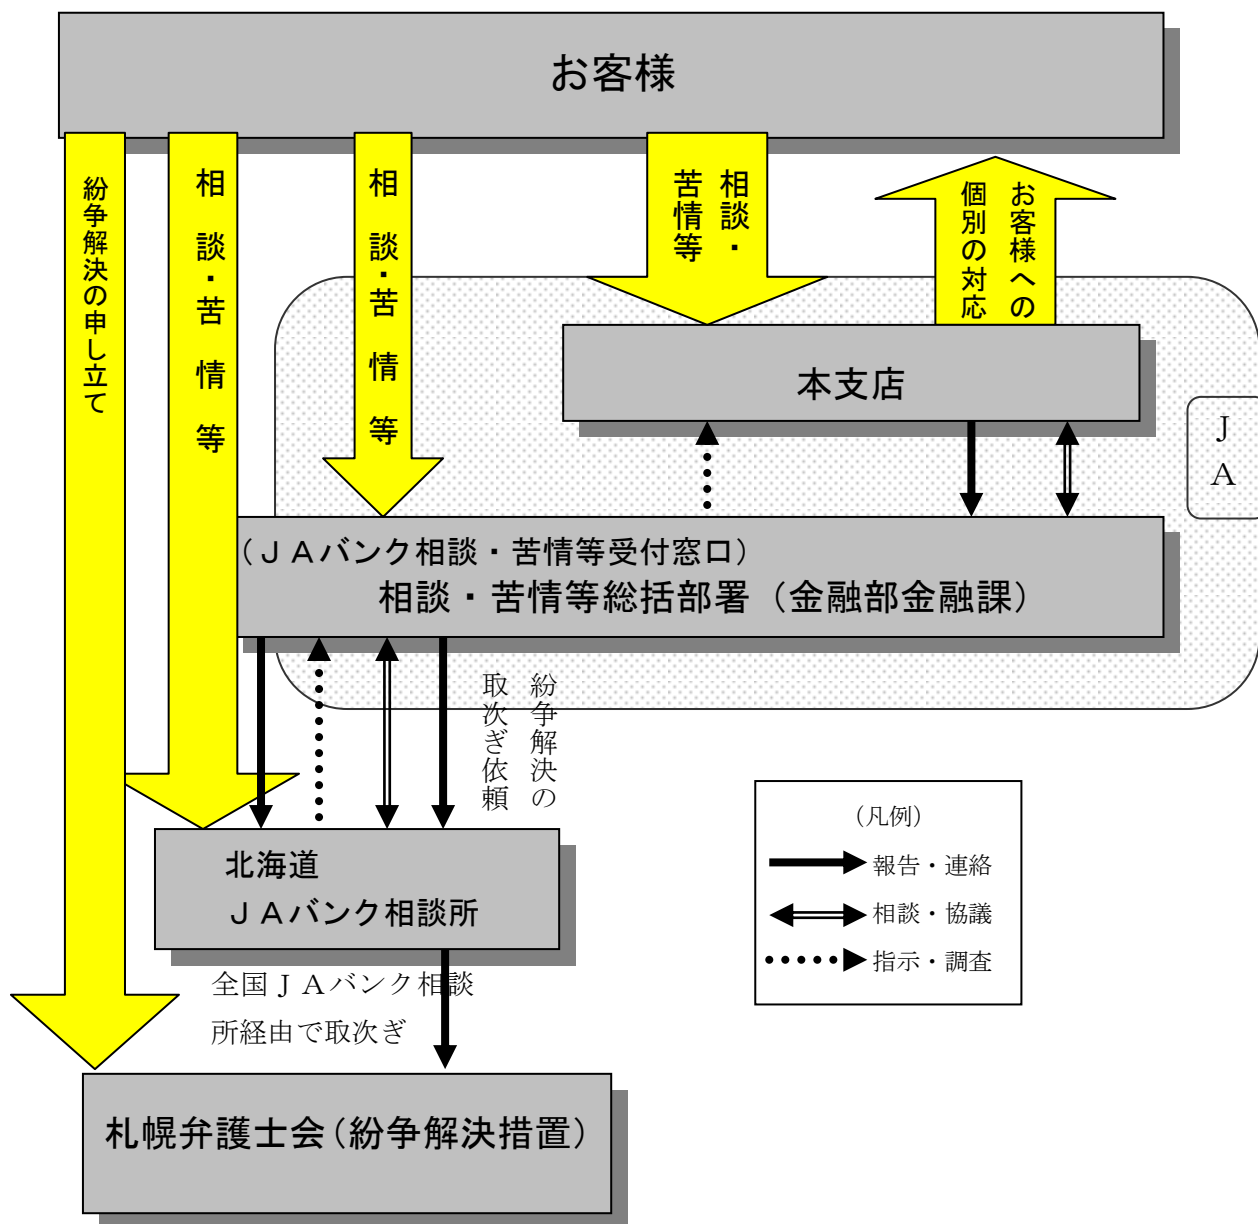 お客様
紛争解決の申し立て
相談・苦情等
相談・苦情等
相談・
苦情等
お客様への
個別の対応
本支店
ＪＡ
（ＪＡバンク相談・苦情等受付窓口）
相談・苦情等総括部署（金融部金融課）
紛争解決の
取次ぎ依頼
（凡例）
報告・連絡
相談・協議
指示・調査
北海道
ＪＡバンク相談所
全国ＪＡバンク相談
所経由で取次ぎ
札幌弁護士会（紛争解決措置）